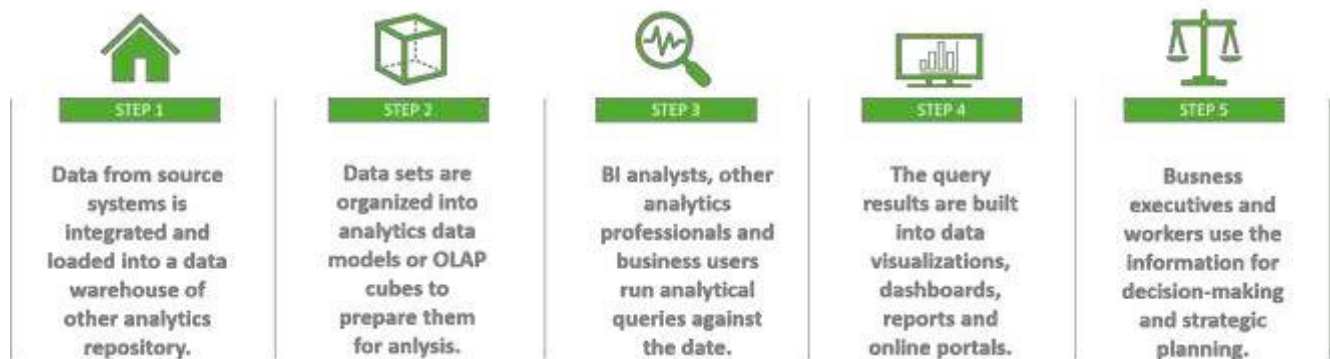 STEP 1
Data from source
systems is
integrated and
loaded into a data
warehouse of
other analytics
repository.
STEP 2
Data sets are
organized into
analytics data
models or OLAP
cubes to
prepare them
for anlysis.
STEP 3
BI analysts, other
analytics
professionals and
business users
run analytical
queries against
the date.
STEP 4
The query
results are built
into data
visualizations,
dashboards,
reports and
online portals.
STEP 5
Busness
executives and
workers use the
information for
decision-making
and strategic
planning.